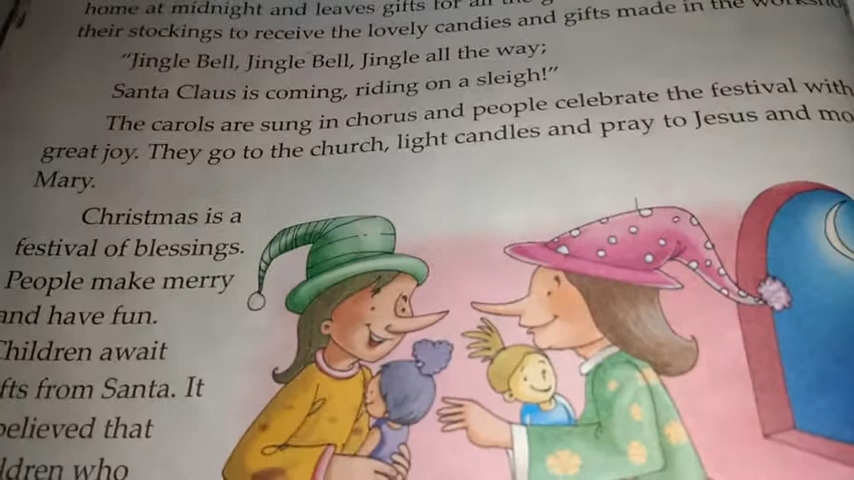 home at midnight and leaves gifts for all the
their stockings to receive the lovely candies and gifts made in the
"Jingle Bell, Jingle Bell, Jingle all the way;
Santa Claus is coming, riding on a sleigh!"
The carols are sung in chorus and people celebrate the festival with
great joy. They go to the church, light candles and pray to Jesus and mo
Mary.
Christmas is a
festival of blessings.
People make merry
and have fun.
Children await
fts from Santa. It
believed that
ldren who